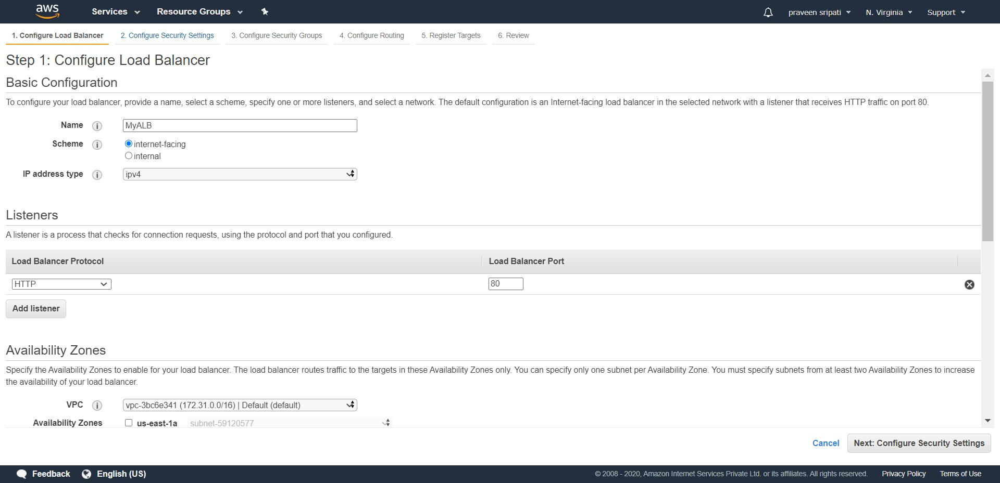 aws Services Resource Groups praveen sripati N. Virginia Support
1. Configure Load Balancer 2. Configure Security Settings 3. Configure Security Groups 4. Configure Routing 5. Register Targets 6. Review
Step 1: Configure Load Balancer
Basic Configuration
To configure your load balancer, provide a name, select a scheme, specify one or more listeners, and select a network. The default configuration is an Internet-facing load balancer in the selected network with a listener that receives HTTP traffic on port 80.
Name i MyALB
Scheme i internet-facing
internal
IP address type i ipv4
Listeners
A listener is a process that checks for connection requests, using the protocol and port that you configured.
Load Balancer Protocol Load Balancer Port
HTTP 80
Add listener
Availability Zones
Specify the Availability Zones to enable for your load balancer. The load balancer routes traffic to the targets in these Availability Zones only. You can specify only one subnet per Availability Zone. You must specify subnets from at least two Availability Zones to increase
the availability of your load balancer.
VPC i vpc-3bc6e341 (172.31.0.0/16) | Default (default)
Availability Zones us-east-1a subnet-59120577
Cancel Next: Configure Security Settings
Feedback English (US) © 2008 - 2020, Amazon Internet Services Private Ltd. or its affiliates. All rights reserved. Privacy Policy Terms of Use